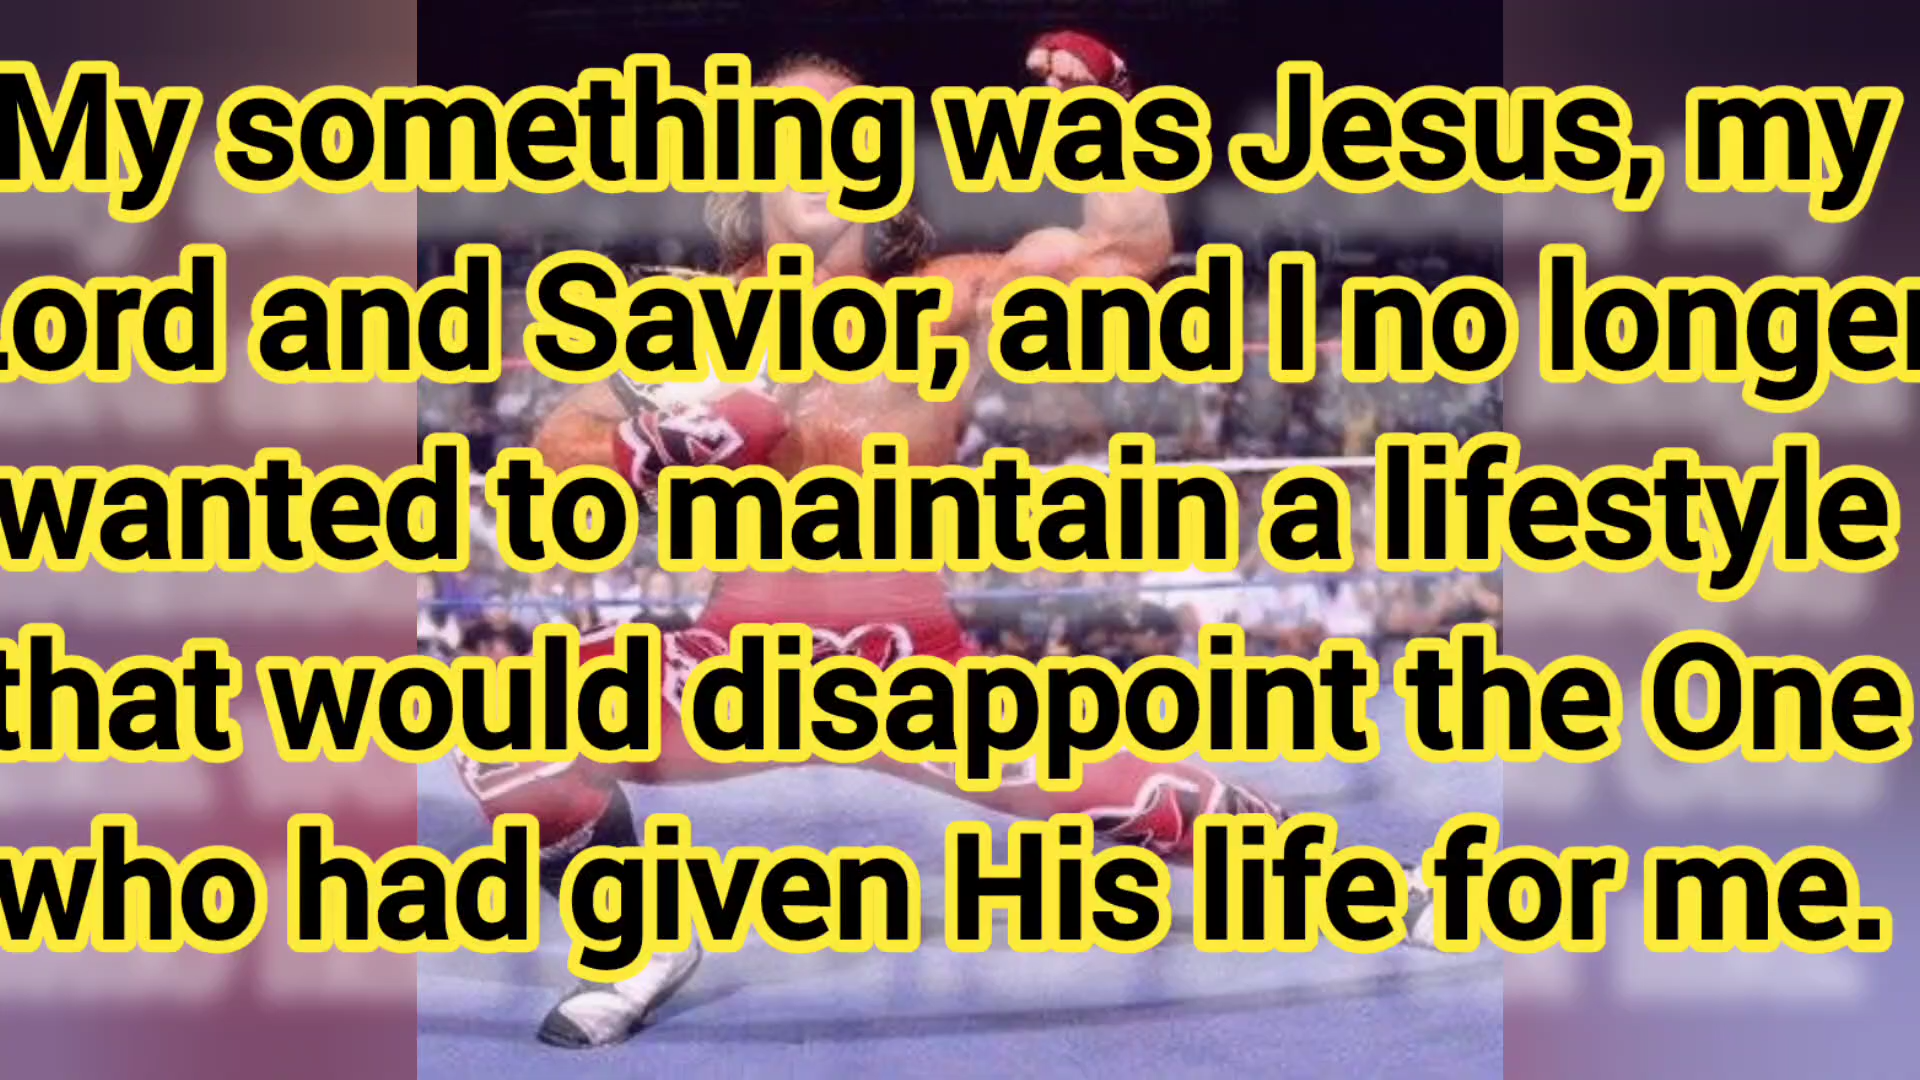 My something was Jesus, my
Lord and Savior, and I no longer
wanted to maintain a lifestyle
that would disappoint the One
who had given His life for me.